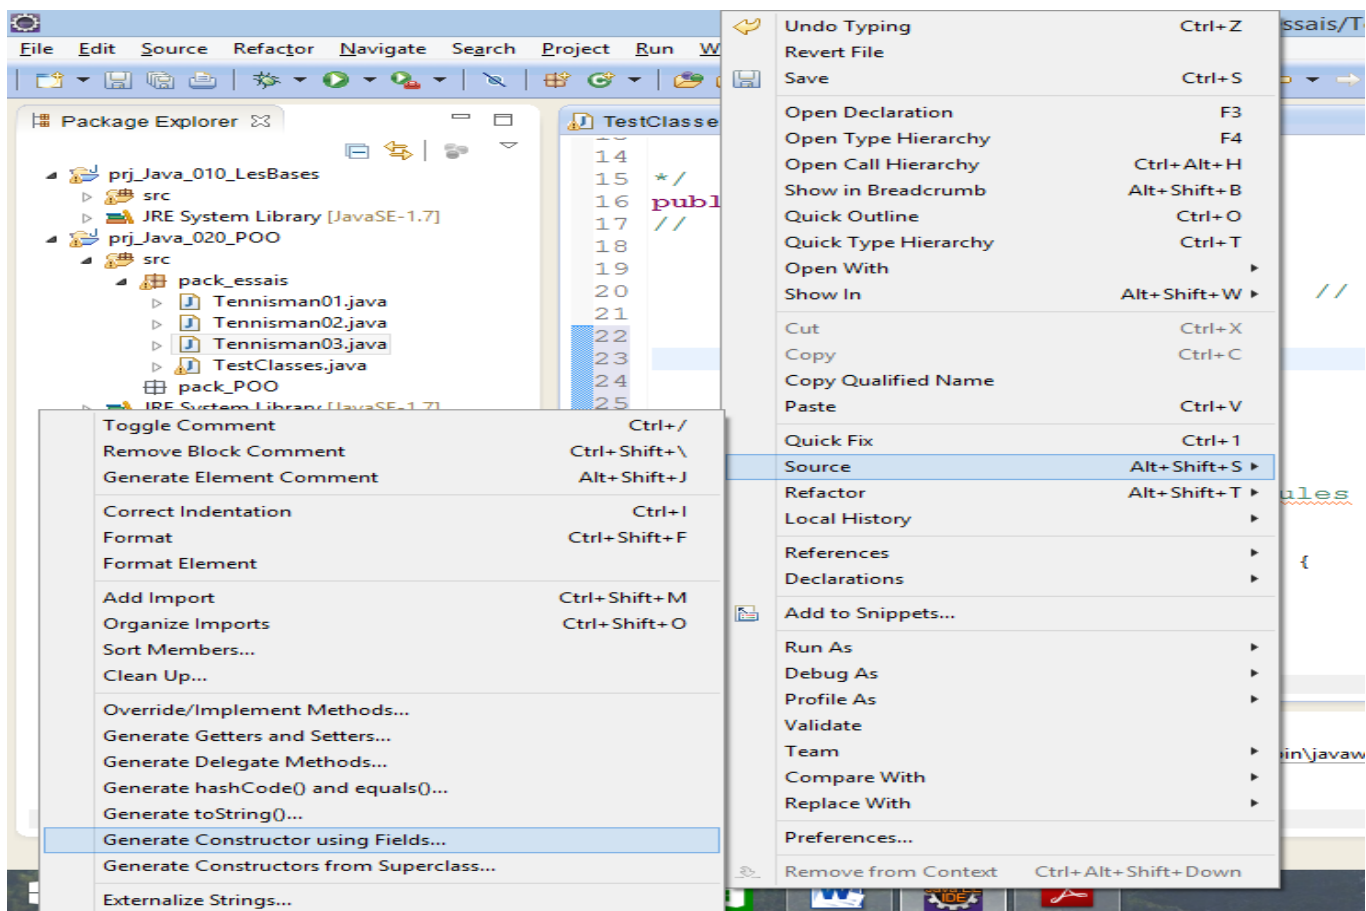 ssais/T
File Edit Source Refactor Navigate Search Project Run W
Package Explorer
prj_Java_010_LesBases
src
JRE System Library [JavaSE-1.7]
prj_Java_020_POO
src
pack_essais
Tennisman01.java
Tennisman02.java
Tennisman03.java
TestClasses.java
pack_POO
JRE System Library [JavaSE-1.7]
TestClasse
14
15 */
16 publ
17 //
18
19
20 //
21
22
23
24
25
ules
{
in\javaw
Undo Typing Ctrl+Z
Revert File
Save Ctrl+S
Open Declaration F3
Open Type Hierarchy F4
Open Call Hierarchy Ctrl+Alt+H
Show in Breadcrumb Alt+Shift+B
Quick Outline Ctrl+O
Quick Type Hierarchy Ctrl+T
Open With
Show In Alt+Shift+W
Cut Ctrl+X
Copy Ctrl+C
Copy Qualified Name
Paste Ctrl+V
Quick Fix Ctrl+1
Source Alt+Shift+S
Refactor Alt+Shift+T
Local History
References
Declarations
Add to Snippets...
Run As
Debug As
Profile As
Validate
Team
Compare With
Replace With
Preferences...
Remove from Context Ctrl+Alt+Shift+Down
Toggle Comment Ctrl+/
Remove Block Comment Ctrl+Shift+\
Generate Element Comment Alt+Shift+J
Correct Indentation Ctrl+I
Format Ctrl+Shift+F
Format Element
Add Import Ctrl+Shift+M
Organize Imports Ctrl+Shift+O
Sort Members...
Clean Up...
Override/Implement Methods...
Generate Getters and Setters...
Generate Delegate Methods...
Generate hashCode() and equals()...
Generate toString()...
Generate Constructor using Fields...
Generate Constructors from Superclass...
Externalize Strings...
IDE